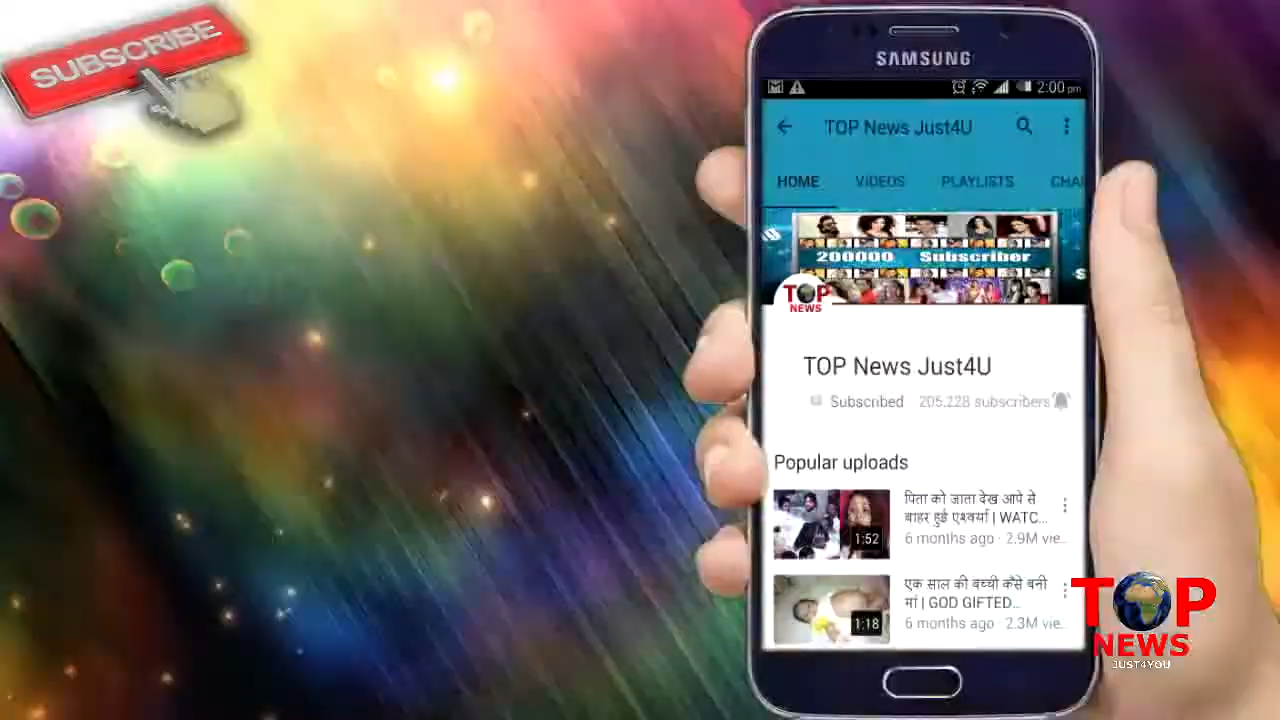 SUBSCRIBE
SAMSUNG
2:00 pm
TOP News Just4U
HOME VIDEOS PLAYLISTS CHA
200000 Subscriber
TOP
NEWS
TOP News Just4U
Subscribed 205,228 subscribers
Popular uploads
पिता को जाता देख आपे से
बाहर हुई एश्वर्या | WATC...
6 months ago · 2.9M vie..
1:52
एक साल की बच्ची कैसे बनी
मां | GOD GIFTED...
6 months ago · 2.3M vie..
1:18
TOP
NEWS
JUST4YOU